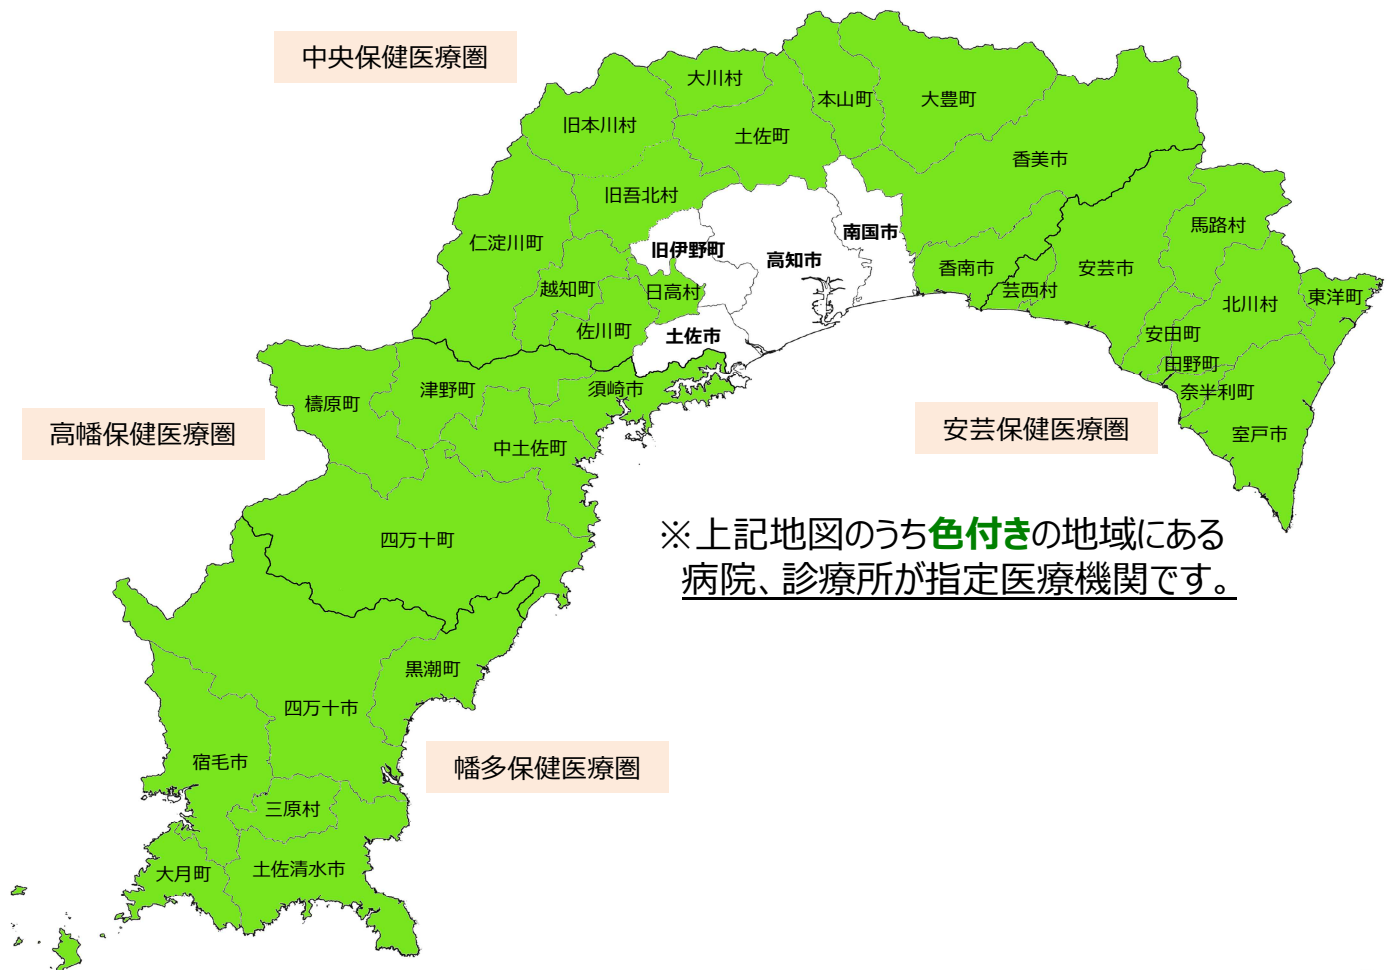 中央保健医療圏
大川村
本山町
大豊町
旧本川村
土佐町
香美市
旧吾北村
馬路村
仁淀川町
旧伊野町
高知市
南国市
香南市
安芸市
越知町
日高村
芸西村
北川村
東洋町
佐川町
土佐市
安田町
田野町
津野町
須崎市
奈半利町
檮原町
高幡保健医療圏
中土佐町
安芸保健医療圏
室戸市
四万十町
※上記地図のうち色付きの地域にある
病院、診療所が指定医療機関です。
黒潮町
四万十市
宿毛市
幡多保健医療圏
三原村
大月町
土佐清水市